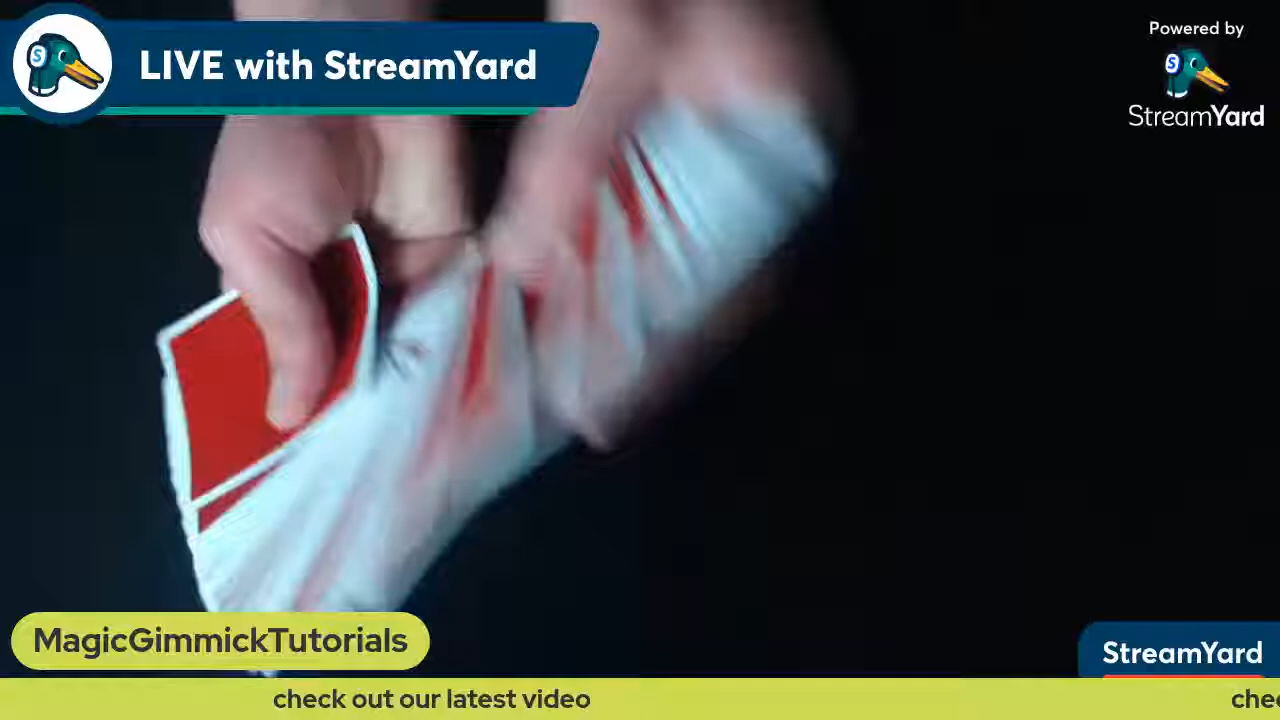 LIVE with StreamYard
Powered by
StreamYard
MagicGimmickTutorials
StreamYard
check out our latest video